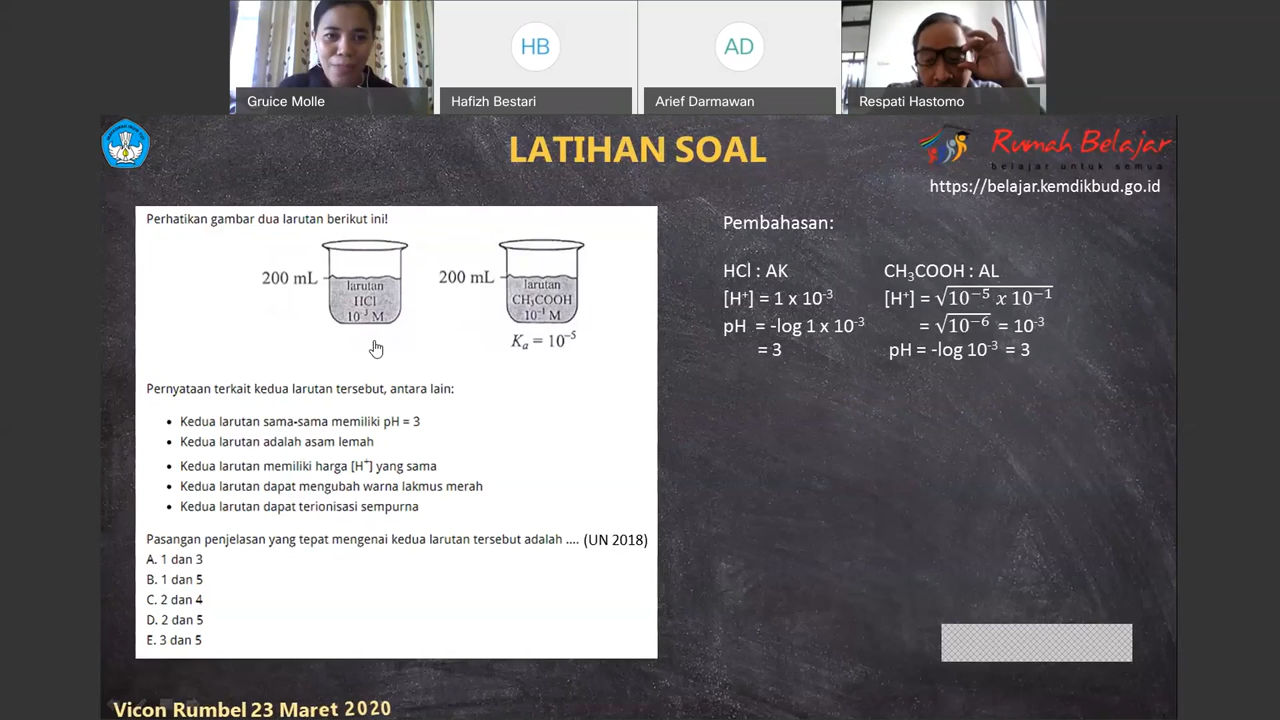 HB
AD
Gruice Molle
Hafizh Bestari
Arief Darmawan
Respati Hastomo
LATIHAN SOAL
Rumah Belajar
belajar untuk semua
https://belajar.kemdikbud.go.id
Perhatikan gambar dua larutan berikut ini!
200 mL
larutan
HCl
10⁻³ M
200 mL
larutan
CH₃COOH
10⁻¹ M
Kₐ = 10⁻⁵
Pernyataan terkait kedua larutan tersebut, antara lain:
• Kedua larutan sama-sama memiliki pH = 3
• Kedua larutan adalah asam lemah
• Kedua larutan memiliki harga [H⁺] yang sama
• Kedua larutan dapat mengubah warna lakmus merah
• Kedua larutan dapat terionisasi sempurna
Pasangan penjelasan yang tepat mengenai kedua larutan tersebut adalah .... (UN 2018)
A. 1 dan 3
B. 1 dan 5
C. 2 dan 4
D. 2 dan 5
E. 3 dan 5
Pembahasan:
HCl : AK
[H⁺] = 1 x 10⁻³
pH = -log 1 x 10⁻³
= 3
CH₃COOH : AL
[H⁺] = √10⁻⁵ x 10⁻¹
= √10⁻⁶ = 10⁻³
pH = -log 10⁻³ = 3
Vicon Rumbel 23 Maret 2020